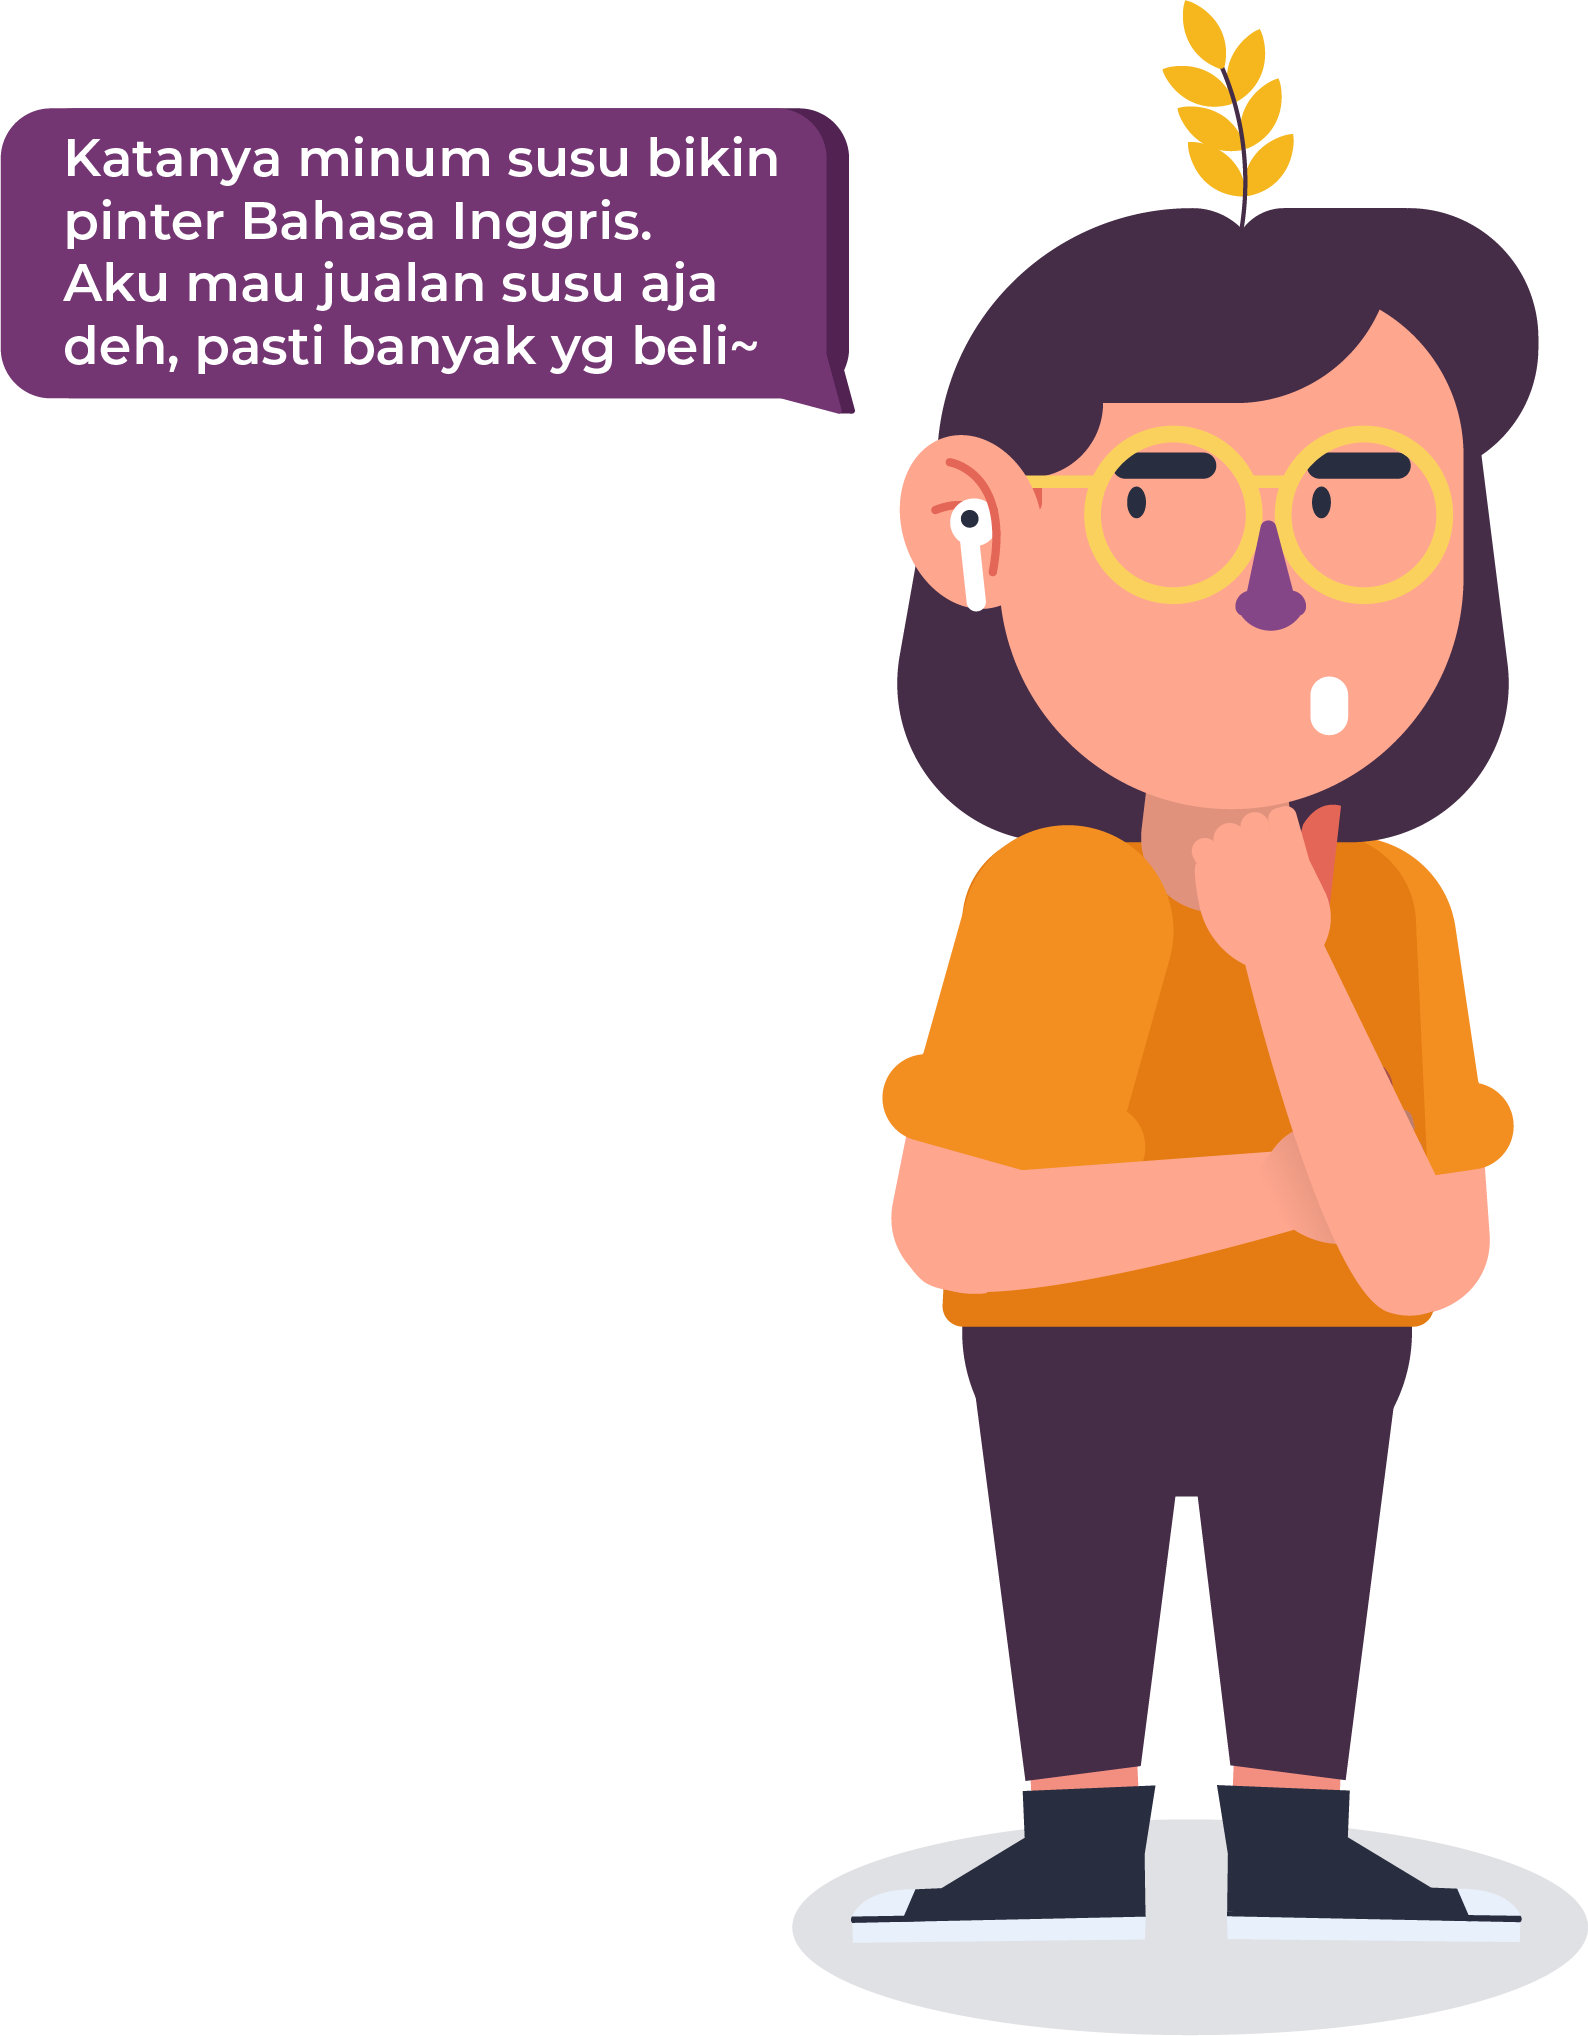 Katanya minum susu bikin
pinter Bahasa Inggris.
Aku mau jualan susu aja
deh, pasti banyak yg beli~